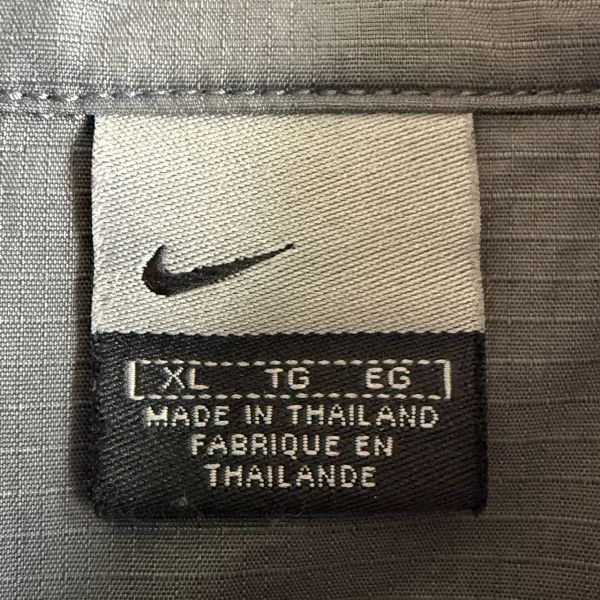 [ XL TG EG ]
MADE IN THAILAND
FABRIQUE EN
THAILANDE